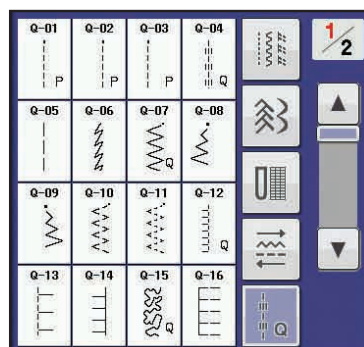 Q-01 Q-02 Q-03 Q-04 1/2
P P P Q
Q-05 Q-06 Q-07 Q-08
Q
Q-09 Q-10 Q-11 Q-12
Q
Q-13 Q-14 Q-15 Q-16
Q Q